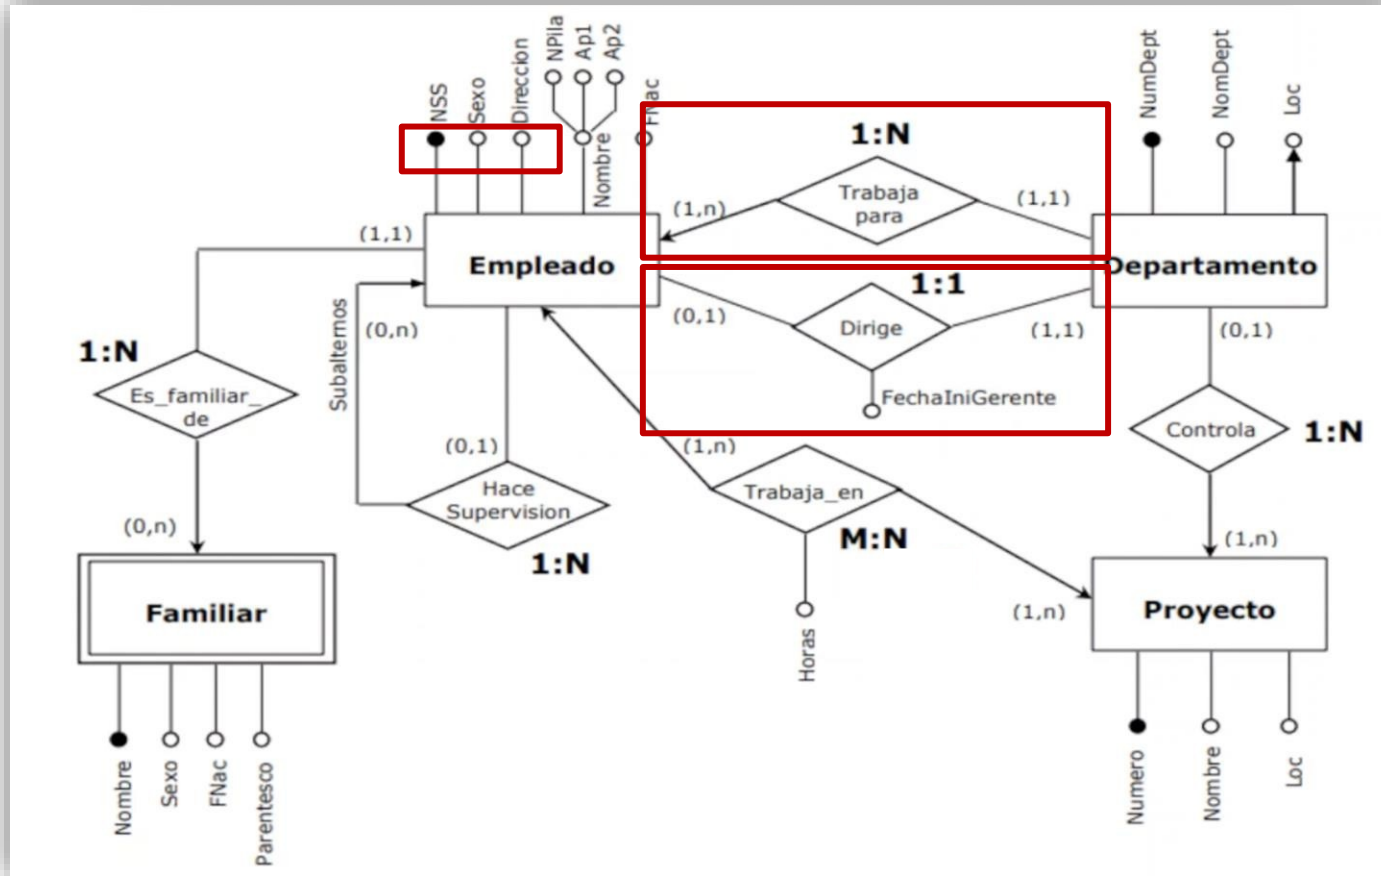 NSS
Sexo
Direccion
NPila
Ap1
Ap2
Nombre
FNac
NumDept
NomDept
Loc
1:N
Trabaja
para
(1,n)
(1,1)
Empleado
Departamento
(1,1)
1:1
(0,1)
Dirige
(1,1)
FechaIniGerente
Subalternos
(0,n)
1:N
Es_familiar_
de
(0,n)
(0,1)
Hace
Supervision
1:N
(1,n)
Trabaja_en
M:N
(1,n)
Horas
(0,1)
Controla
1:N
(1,n)
Familiar
Proyecto
Nombre
Sexo
FNac
Parentesco
Numero
Nombre
Loc